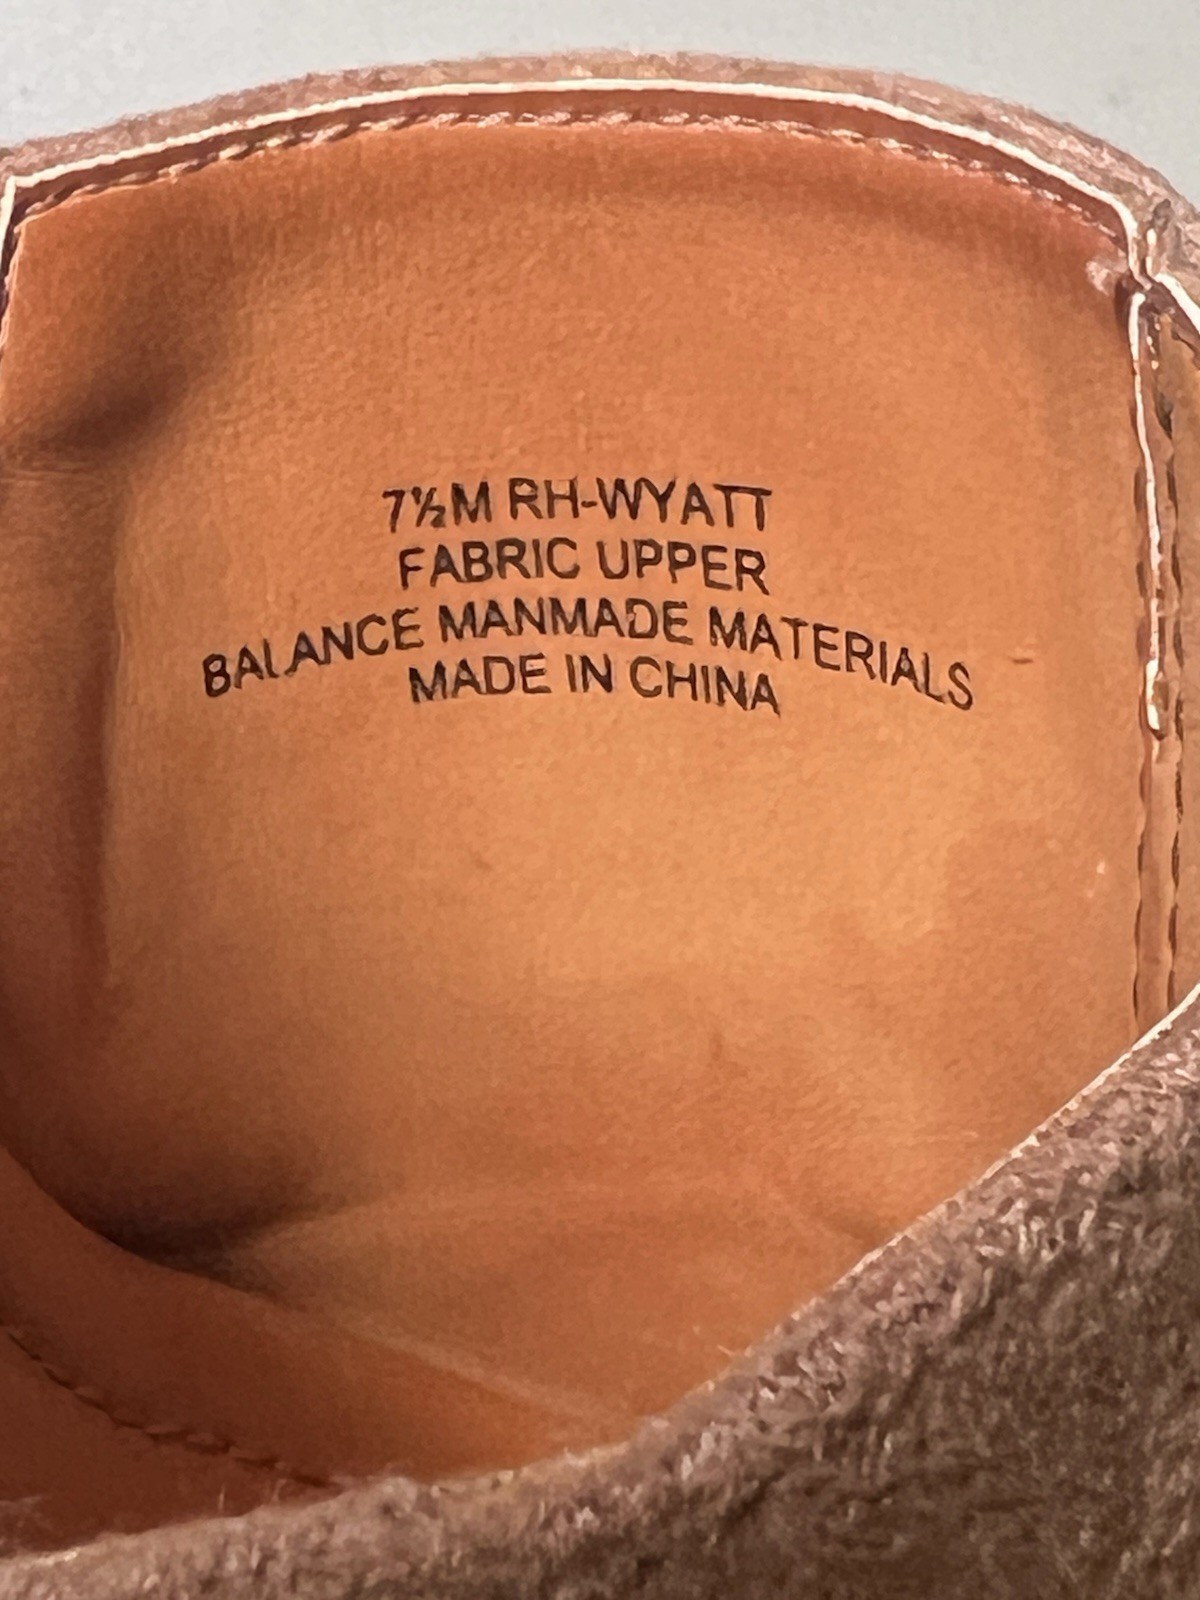 7½M RH-WYATT
FABRIC UPPER
BALANCE MANMADE MATERIALS
MADE IN CHINA